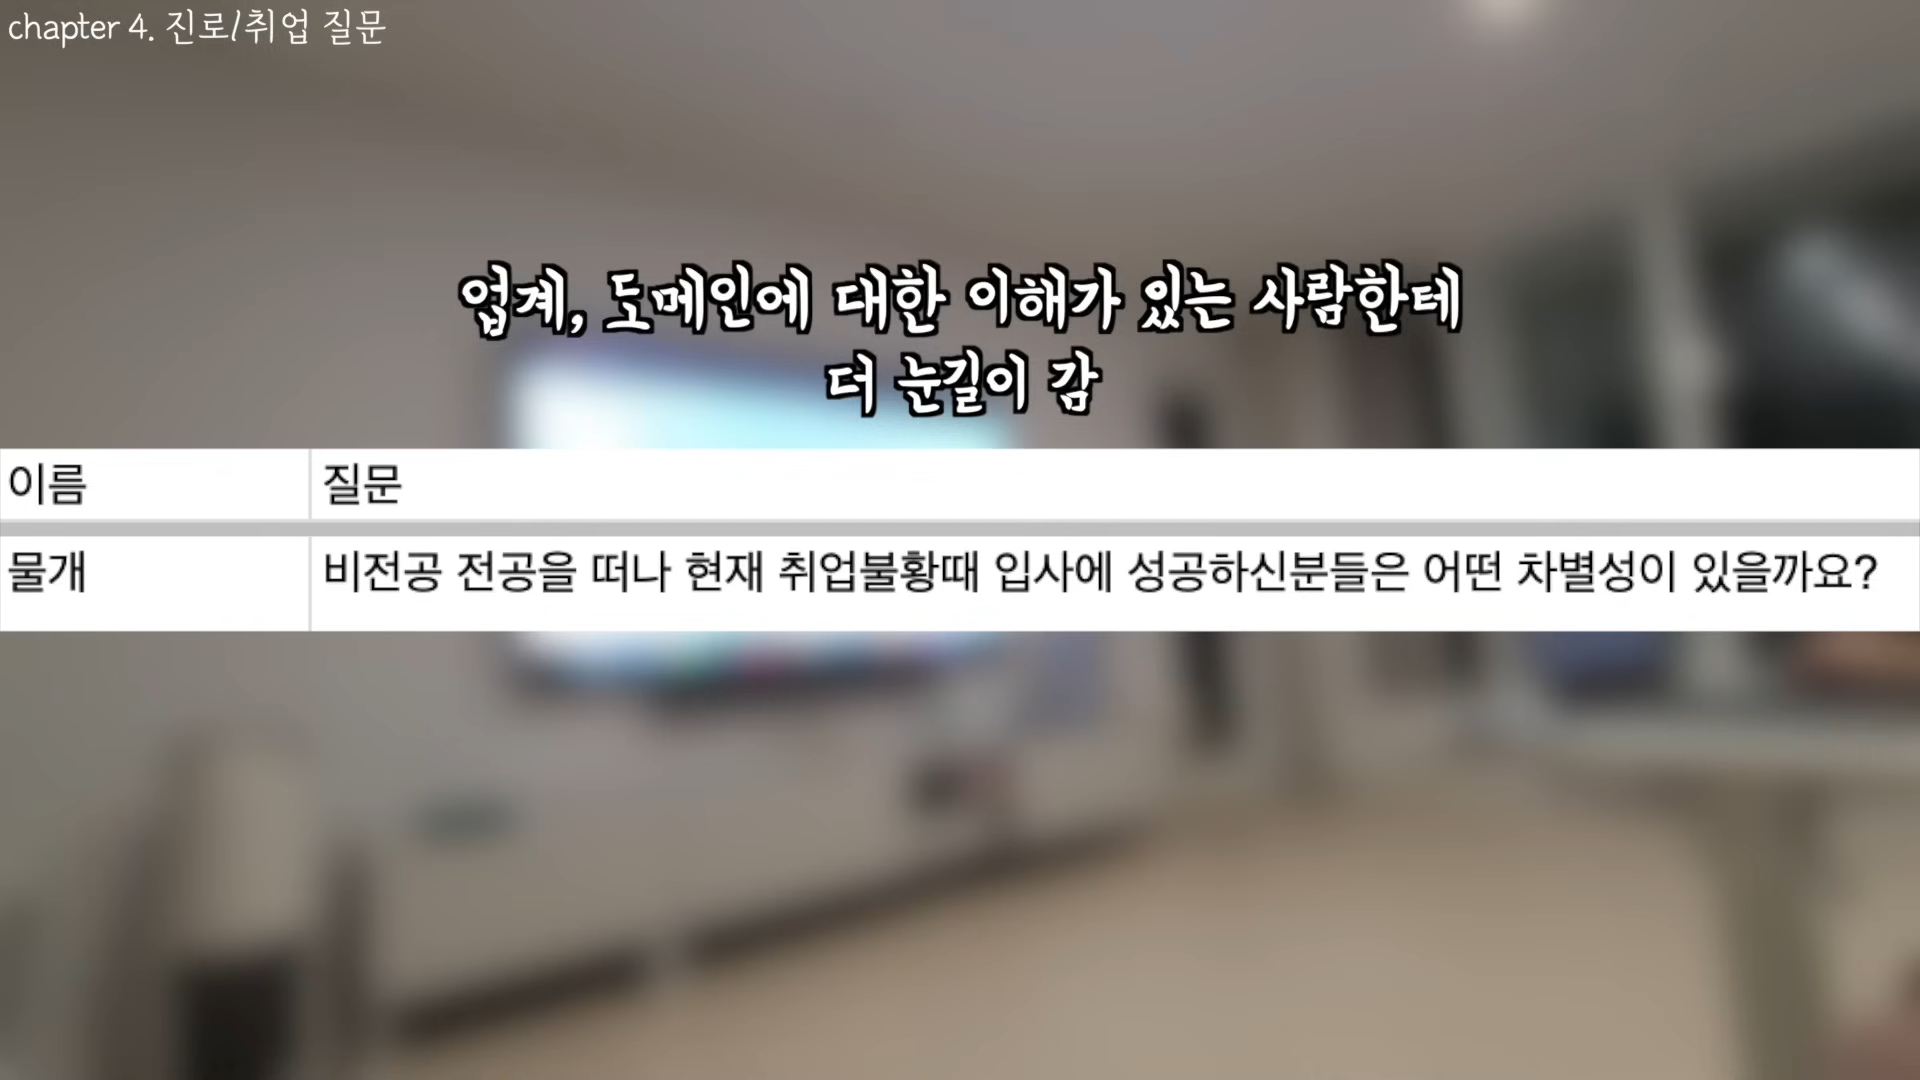 chapter 4. 진로/취업 질문
업계, 도메인에 대한 이해가 있는 사람한테
더 눈길이 감
이름 질문
물개 비전공 전공을 떠나 현재 취업불황때 입사에 성공하신분들은 어떤 차별성이 있을까요?